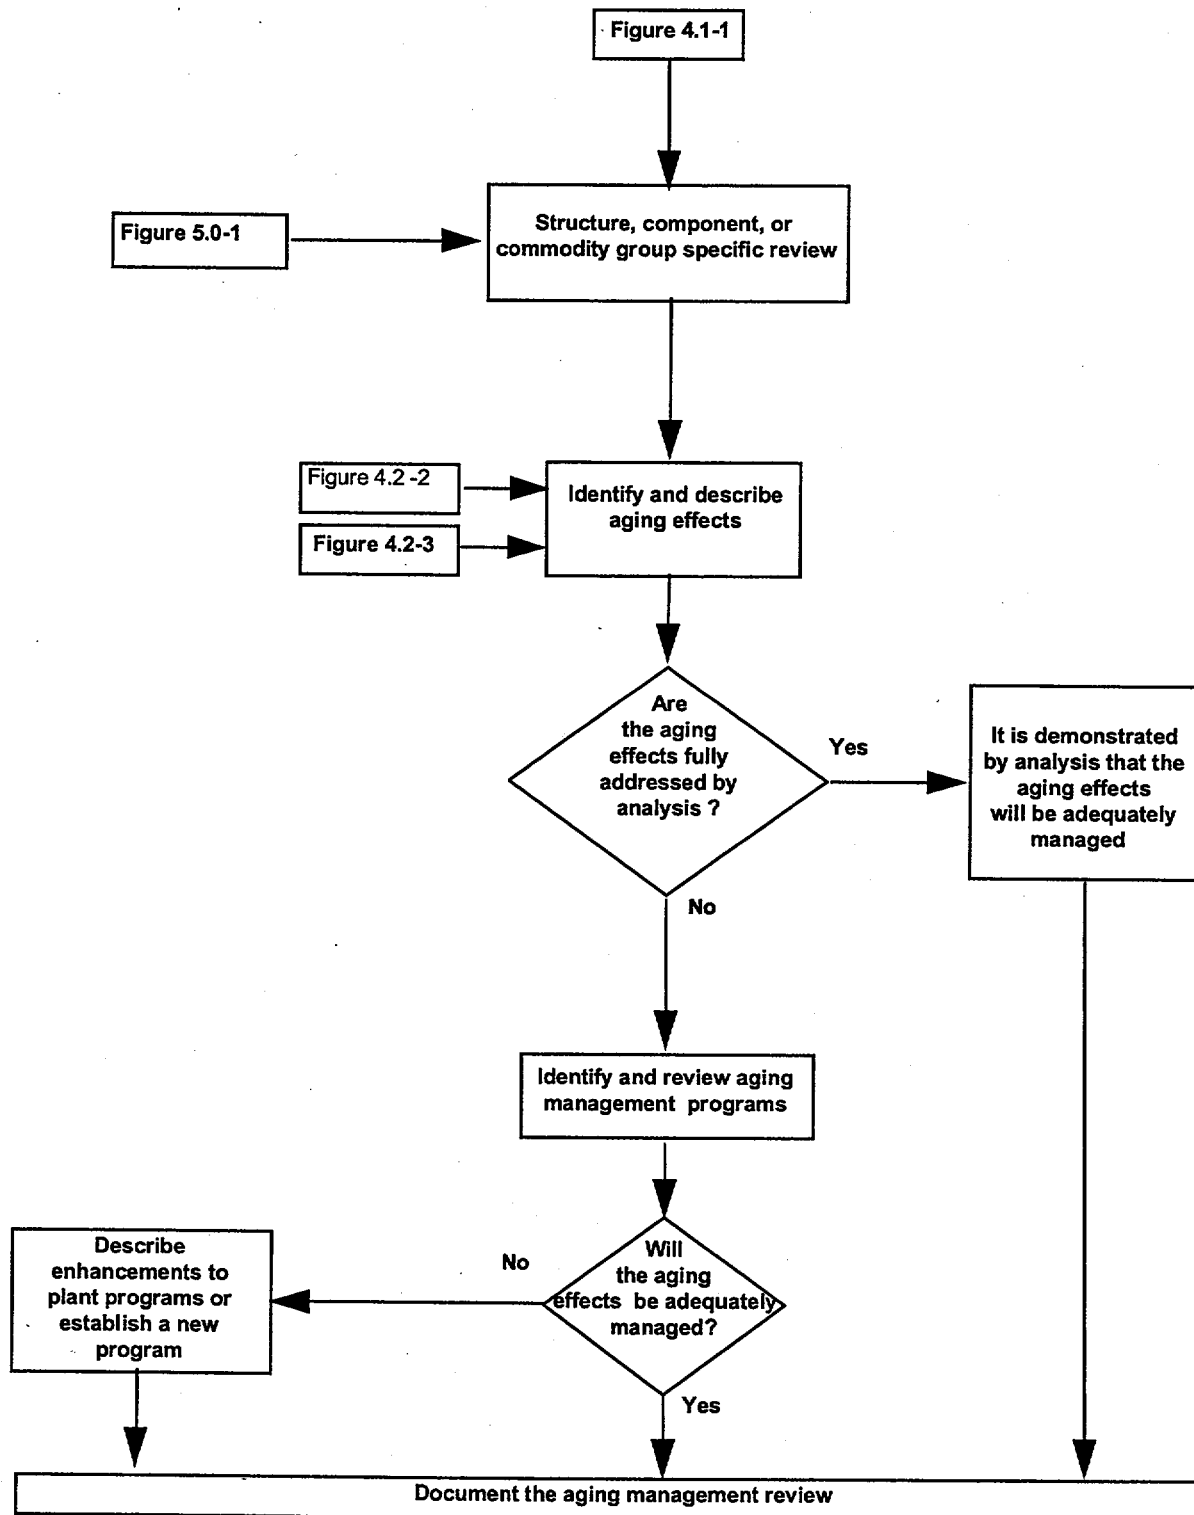 Figure 4.1-1
Structure, component, or
commodity group specific review
Figure 5.0-1
Figure 4.2 -2
Figure 4.2-3
Identify and describe
aging effects
Are
the aging
effects fully
addressed by
analysis ?
Yes
It is demonstrated
by analysis that the
aging effects
will be adequately
managed
No
Identify and review aging
management programs
Will
the aging
effects be adequately
managed?
No
Describe
enhancements to
plant programs or
establish a new
program
Yes
Document the aging management review